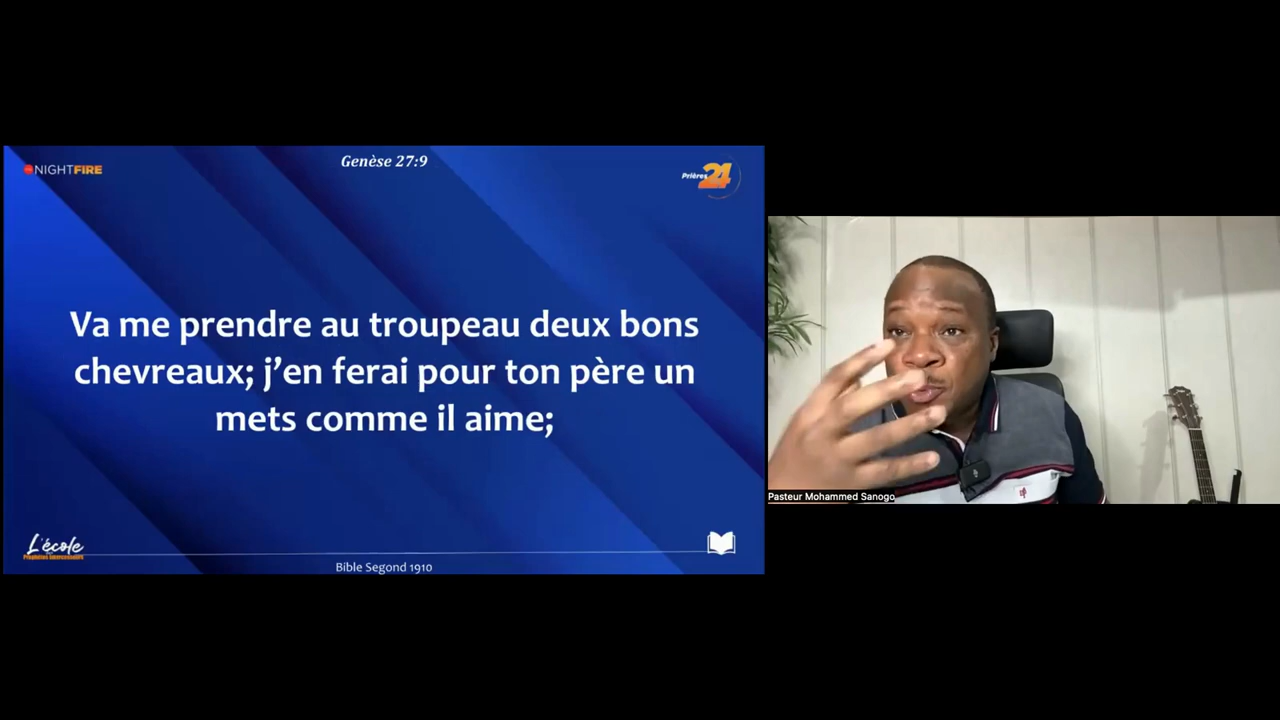 NIGHTFIRE
Genèse 27:9
Prières 24
Va me prendre au troupeau deux bons
chevreaux; j’en ferai pour ton père un
mets comme il aime;
L'école
Bible Segond 1910
Pasteur Mohammed Sanogo